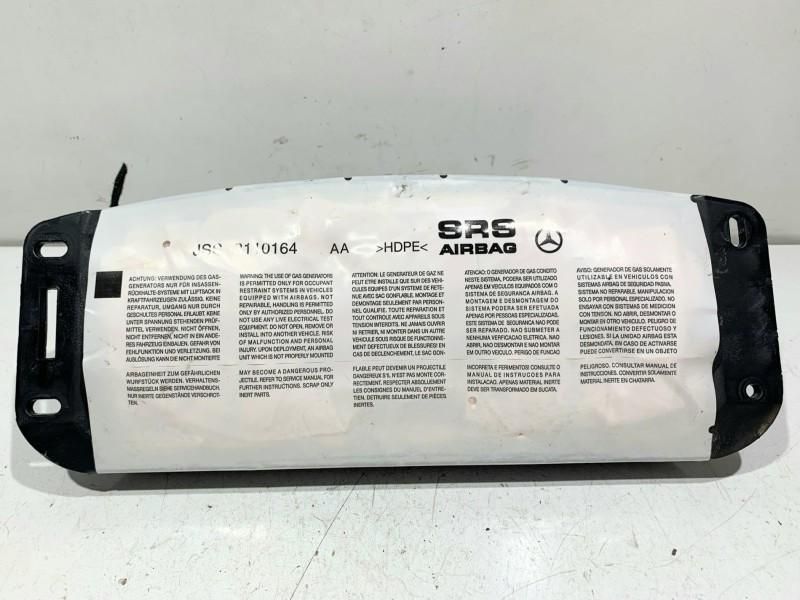 0164 AA >HDPE< SRS
AIRBAG
ACHTUNG: VERWENDUNG DES GAS-
GENERATORS NUR FÜR INSASSEN-
RÜCKHALTE-SYSTEME MIT LUFTSACK IN
KRAFTFAHRZEUGEN ZULÄSSIG. KEINE
REPARATUR, UMGANG NUR DURCH
GESCHULTES PERSONAL ERLAUBT. KEINE
UNTER SPANNUNG STEHENDEN PRÜF-
MITTEL, VERWENDEN, NICHT ÖFFNEN,
NICHT ENTFERNEN, NICHT IN EIN ANDE-
RES FAHRZEUG EINBAUEN. GEFAHR VON
FEHLFUNKTION UND VERLETZUNG. BEI
AUSLÖSUNG KANN DIE NICHT MONTIERTE
AIRBAGEINHEIT ZUM GEFÄHRLICHEN
WURFSTÜCK WERDEN. VERHALTENS-
MASSREGELN SIEHE SERVICEHANDBUCH,
NUR INERTE GEGENSTÄNDE VERSCHROT-
TEN.
WARNING: THE USE OF GAS GENERATORS
IS PERMITTED ONLY FOR OCCUPANT
RESTRAINT SYSTEMS IN VEHICLES
EQUIPPED WITH AIRBAGS. NOT
REPAIRABLE, HANDLING IS PERMITTED
ONLY BY AUTHORIZED PERSONNEL. DO
NOT USE ANY LIVE ELECTRICAL TEST
EQUIPMENT. DO NOT OPEN, REMOVE OR
INSTALL INTO ANOTHER VEHICLE. RISK
OF MALFUNCTION AND PERSONAL
INJURY. UPON DEPLOYMENT, AN AIRBAG
UNIT WHICH IS NOT PROPERLY MOUNTED
MAY BECOME A DANGEROUS PRO-
JECTILE. REFER TO SERVICE MANUAL FOR
FURTHER INSTRUCTIONS. SCRAP ONLY
INERT PARTS.
ATTENTION: LE GENERATEUR DE GAZ NE
PEUT ETRE INSTALLÉ QUE SUR DES VEHI-
CULES EQUIPÉS D'UN SYSTEME DE RETE-
NUE AVEC SAC GONFLABLE. MONTAGE ET
DEMONTAGE SEULEMENT PAR PERSON-
NEL QUALIFIE. TOUTE REPARATION ET
TOUT CONTROLE AVEC APPAREILS SOUS
TENSION INTERDITS. NE JAMAIS OUVRIR
NI RETIRER, NI MONTER DANS UN AUTRE
VÉHICULE SOUS RISQUE DE FONCTIONNE-
MENT DEFECTUEUX DE BLESSURES! EN
CAS DE DECLENCHEMENT, LE SAC GON-
FLABLE PEUT DEVENIR UN PROJECTILE
DANGEREUX S'IL N'EST PAS MONTÉ COR-
RECTEMENT. RESPECTER ABSOLUMENT
LES CONSIGNES DU MANUEL D'ENTRE-
TIEN, DETRUIRE SEULEMENT DE PIÈCES
INERTES.
ATENCAO: O GENERADOR DE GAS CONDITO
NESTE SISTEMA, PODERA SER UTILIZADO
APENAS EM VEICULOS EQUIPADOS COM O
SISTEMA DE SEGURANCA AIRBAG. A
MONTAGEM E DESMONTAGEM DO
SISTEMA PODERA SER EFETUADA
APENAS POR PESSOAS ESPECIALIZADAS.
ESTE SISTEMA DE SEGURANCA NAO PODE
SER REPARADO. NAO SUBMETER A
NENHUMA VERIFICACAO ELETRICA, NAO
ABRIR, NAO DESMONTAR E NAO MONTAR
EM OUTRO VEICULO. PERIGO DE FUNCAO
INCORRETA E FERIMENTOS! CONSULTE O
MANUAL DE INSTRUCOES PARA
INSTALACAO. APENAS MATERIAL INERTE
DEVE SER TRANSFORMADO EM SUCATA.
AVISO: GENERADOR DE GAS SOLAMENTE
UTILIZABLE EN VEHICULOS CON
SISTEMAS AIRBAG DE SEGURIDAD PASIVA.
SISTEMA NO REPARABLE. MANIPULACION
SOLO POR PERSONAL ESPECIALIZADO. NO
ENSAYAR CON SISTEMAS DE MEDICION
CON TENSION. NO ABRIR, DESMONTAR O
MONTAR EN OTRO VEHICULO. PELIGRO DE
FUNCIONAMIENTO DEFECTUOSO Y
LESIONES. SI LA UNIDAD AIRBAG ESTA
DESMONTADA, EN CASO DE ACTIVARSE
PUEDE CONVERTIRSE EN UN OBJETO
PELIGROSO. CONSULTAR MANUAL DE
INSTRUCCIONES. CONVERTIR SOLAMENTE
MATERIAL INERTE EN CHATARRA.